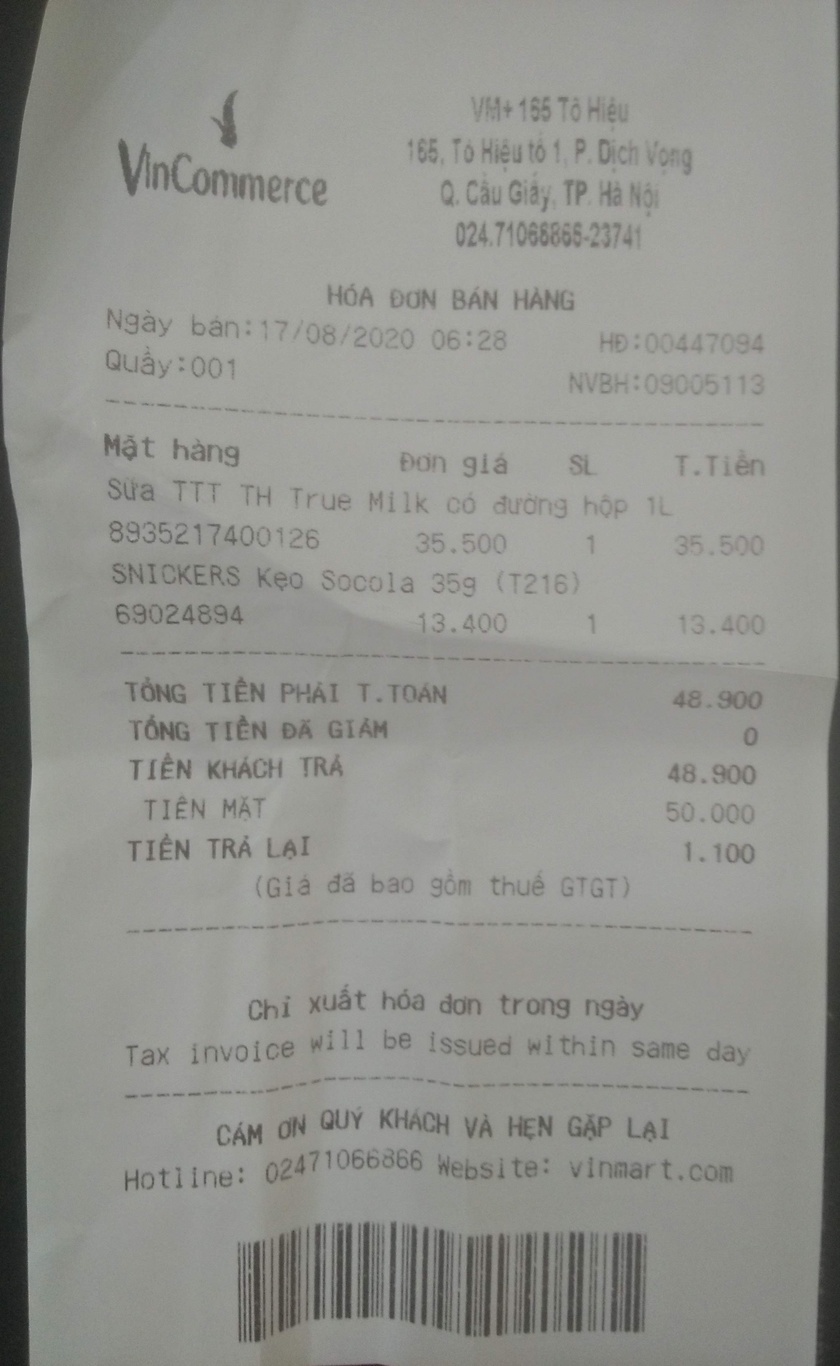 VinCommerce
VM+ 165 Tô Hiệu
165, Tô Hiệu tổ 1, P. Dịch Vọng
Q. Cầu Giấy, TP. Hà Nội
024.71066866-23741
HÓA ĐƠN BÁN HÀNG
Ngày bán:17/08/2020 06:28 HĐ:00447094
Quầy:001 NVBH:09005113
Mặt hàng Đơn giá SL T.Tiền
Sữa TTT TH True Milk có đường hộp 1L
8935217400126 35.500 1 35.500
SNICKERS Kẹo Socola 35g (T216)
69024894 13.400 1 13.400
TỔNG TIỀN PHẢI T.TOÁN 48.900
TỔNG TIỀN ĐÃ GIẢM 0
TIỀN KHÁCH TRẢ 48.900
TIỀN MẶT 50.000
TIỀN TRẢ LẠI 1.100
(Giá đã bao gồm thuế GTGT)
Chỉ xuất hóa đơn trong ngày
Tax invoice will be issued within same day
CẢM ƠN QUÝ KHÁCH VÀ HẸN GẶP LẠI
Hotline: 02471066866 Website: vinmart.com